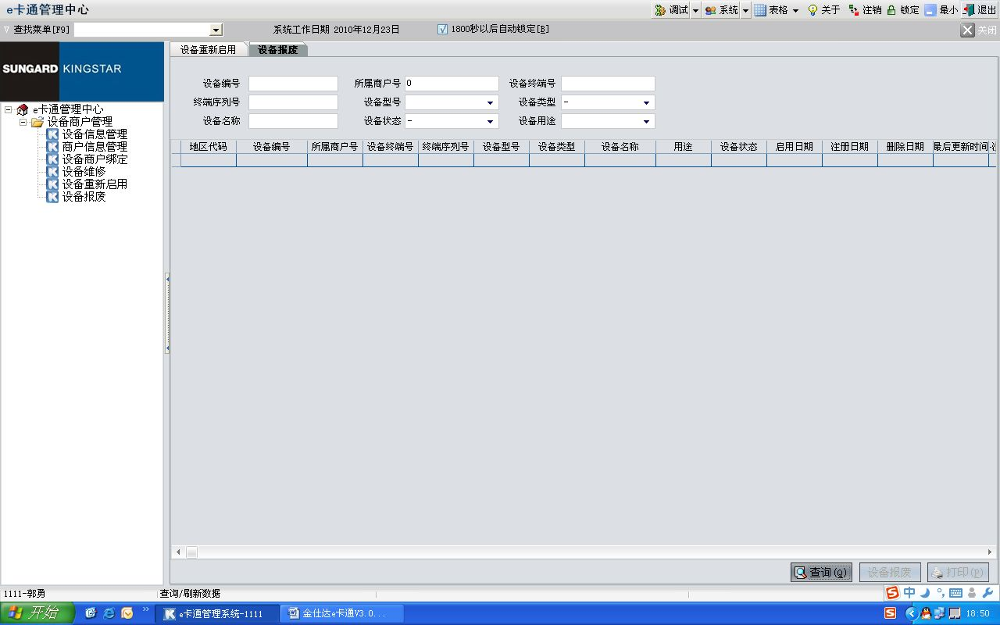 e卡通管理中心 调试 系统 表格 关于 注销 锁定 最小 退出
查找菜单[F9] 系统工作日期 2010年12月23日 1800秒以后自动锁定[B] 关闭
SUNGARD KINGSTAR
e卡通管理中心
设备商户管理
设备信息管理
商户信息管理
设备商户绑定
设备维修
设备重新启用
设备报废
设备重新启用 设备报废
设备编号 所属商户号 0 设备终端号
终端序列号 设备型号 设备类型 -
设备名称 设备状态 - 设备用途
地区代码 设备编号 所属商户号 设备终端号 终端序列号 设备型号 设备类型 设备名称 用途 设备状态 启用日期 注册日期 删除日期 最后更新时间
查询(Q) 设备报废 打印(P)
1111-郭勇 查询/刷新数据 中
开始 e卡通管理系统-1111 金仕达e卡通V3.0... 18:50